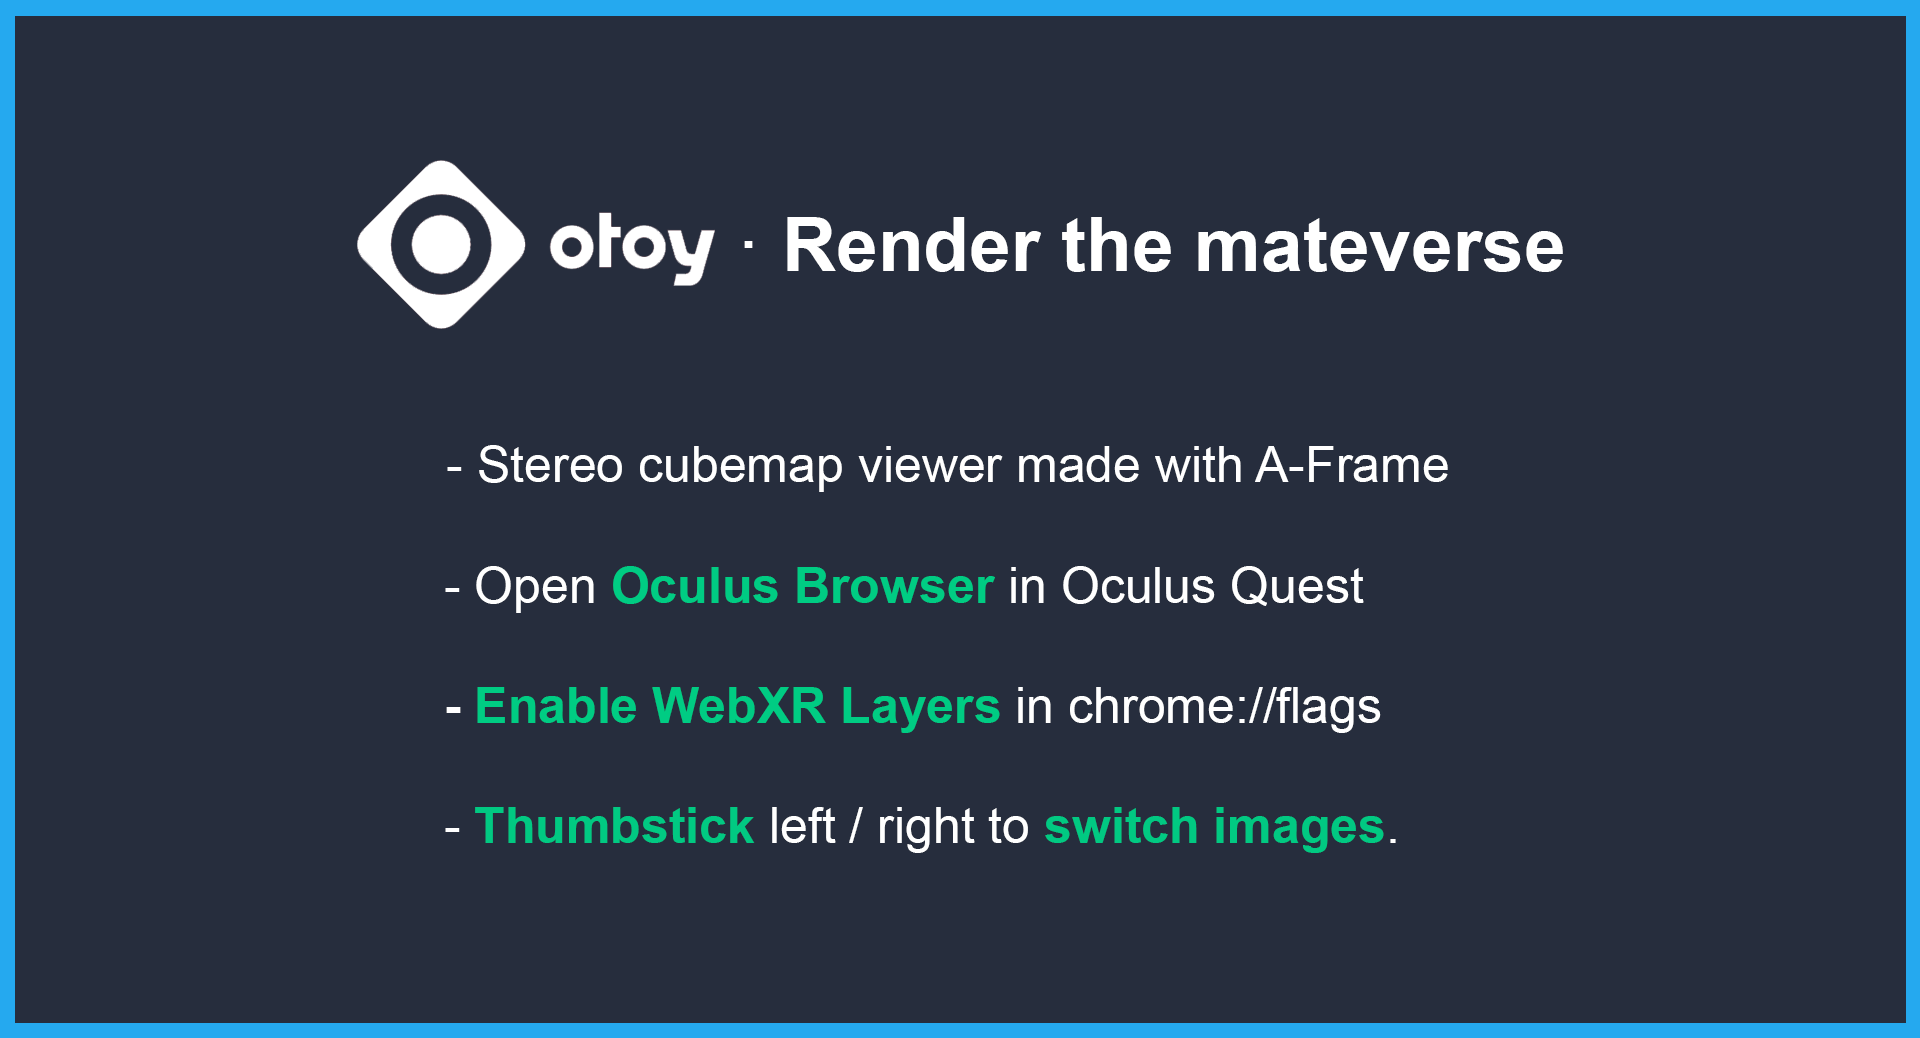 otoy · Render the mateverse
- Stereo cubemap viewer made with A-Frame
- Open Oculus Browser in Oculus Quest
- Enable WebXR Layers in chrome://flags
- Thumbstick left / right to switch images.